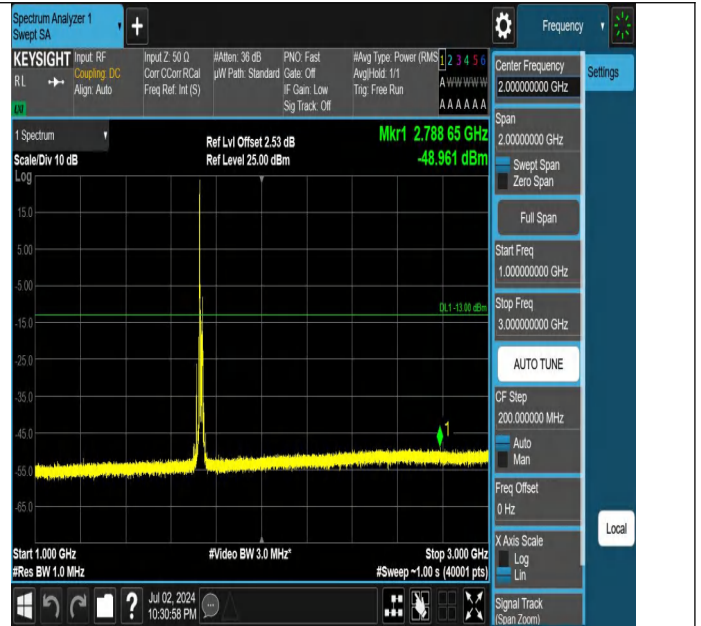 Spectrum Analyzer 1
Swept SA
+
Frequency
KEYSIGHT
RL
LXI
Input: RF
Coupling: DC
Align: Auto
Input Z: 50 Ω
Corr CCorr RCal
Freq Ref: Int (S)
#Atten: 36 dB
µW Path: Standard
PNO: Fast
Gate: Off
IF Gain: Low
Sig Track: Off
#Avg Type: Power (RMS
Avg|Hold: 1/1
Trig: Free Run
1 2 3 4 5 6
A W W W W W
A A A A A A
1 Spectrum
Scale/Div 10 dB
Ref Lvl Offset 2.53 dB
Ref Level 25.00 dBm
Mkr1 2.788 65 GHz
-48.961 dBm
Log
15.0
5.00
-5.00
-15.0
-25.0
-35.0
-45.0
-55.0
-65.0
DL1 -13.00 dBm
1
Start 1.000 GHz
#Res BW 1.0 MHz
#Video BW 3.0 MHz*
Stop 3.000 GHz
#Sweep ~1.00 s (40001 pts)
Center Frequency
2.000000000 GHz
Settings
Span
2.00000000 GHz
Swept Span
Zero Span
Full Span
Start Freq
1.000000000 GHz
Stop Freq
3.000000000 GHz
AUTO TUNE
CF Step
200.000000 MHz
Auto
Man
Freq Offset
0 Hz
Local
X Axis Scale
Log
Lin
Signal Track
(Span Zoom)
?
Jul 02, 2024
10:30:58 PM